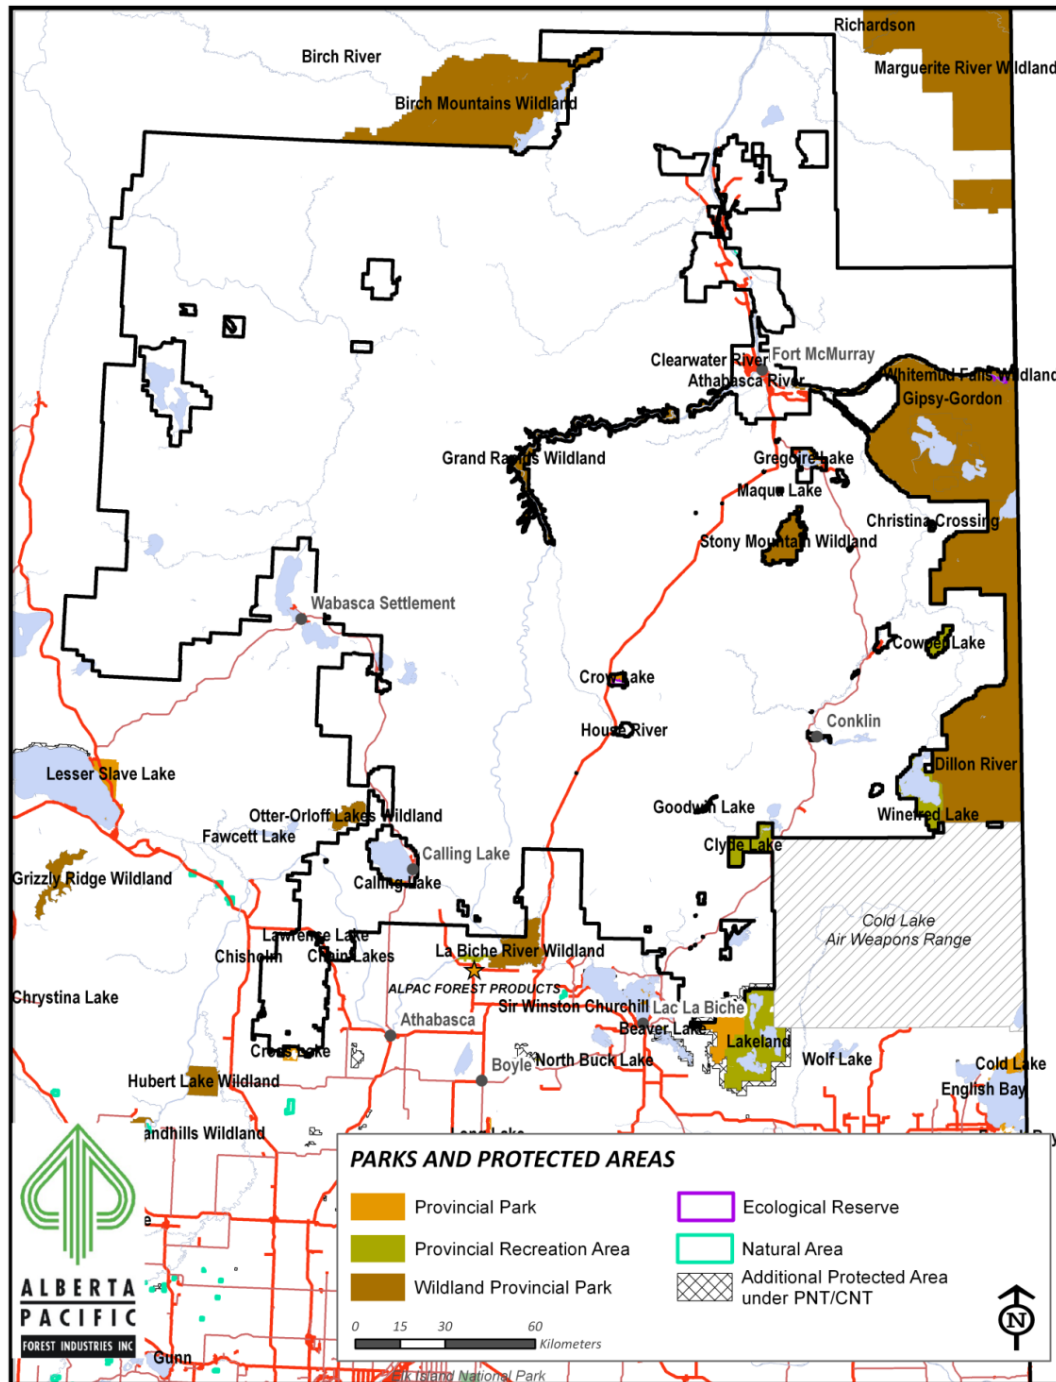 Richardson
Birch River
Marguerite River Wildland
Birch Mountains Wildland
Clearwater River
Fort McMurray
Athabasca River
Whitemud Falls Wildland
Gipsy-Gordon
Grand Rapids Wildland
Gregoire Lake
Maqua Lake
Christina Crossing
Stony Mountain Wildland
Wabasca Settlement
Cowper Lake
Crow Lake
House River
Conklin
Lesser Slave Lake
Dillon River
Otter-Orloff Lakes Wildland
Goodwin Lake
Winefred Lake
Fawcett Lake
Clyde Lake
Calling Lake
Grizzly Ridge Wildland
Calling Lake
Cold Lake
Air Weapons Range
Lawrence Lake
Chisholm
Chain Lakes
La Biche River Wildland
ALPAC FOREST PRODUCTS
Chrystina Lake
Sir Winston Churchill
Lac La Biche
Athabasca
Beaver Lake
Lakeland
Cross Lake
Boyle
North Buck Lake
Wolf Lake
Cold Lake
Hubert Lake Wildland
English Bay
andhills Wildland
Long Lake
PARKS AND PROTECTED AREAS
Provincial Park
Provincial Recreation Area
Wildland Provincial Park
Ecological Reserve
Natural Area
Additional Protected Area
under PNT/CNT
0 15 30 60
Kilometers
N
ALBERTA
PACIFIC
FOREST INDUSTRIES INC
Gunn
Elk Island National Park